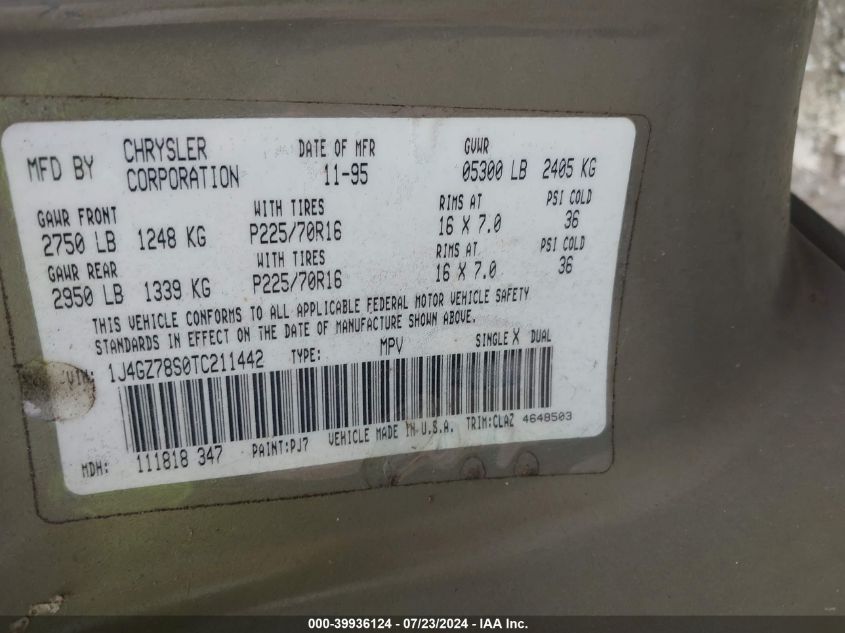 MFD BY CHRYSLER CORPORATION DATE OF MFR 11-95 GVWR 05300 LB 2405 KG
GAWR FRONT WITH TIRES RIMS AT PSI COLD
2750 LB 1248 KG P225/70R16 16 X 7.0 36
GAWR REAR WITH TIRES RIMS AT PSI COLD
2950 LB 1339 KG P225/70R16 16 X 7.0 36
THIS VEHICLE CONFORMS TO ALL APPLICABLE FEDERAL MOTOR VEHICLE SAFETY
STANDARDS IN EFFECT ON THE DATE OF MANUFACTURE SHOWN ABOVE.
VIN: 1J4GZ78S0TC211442 TYPE: MPV SINGLE X DUAL
MDH: 111818 347 PAINT:PJ7 VEHICLE MADE IN U.S.A. TRIM:CLAZ 4648503
000-39936124 - 07/23/2024 - IAA Inc.